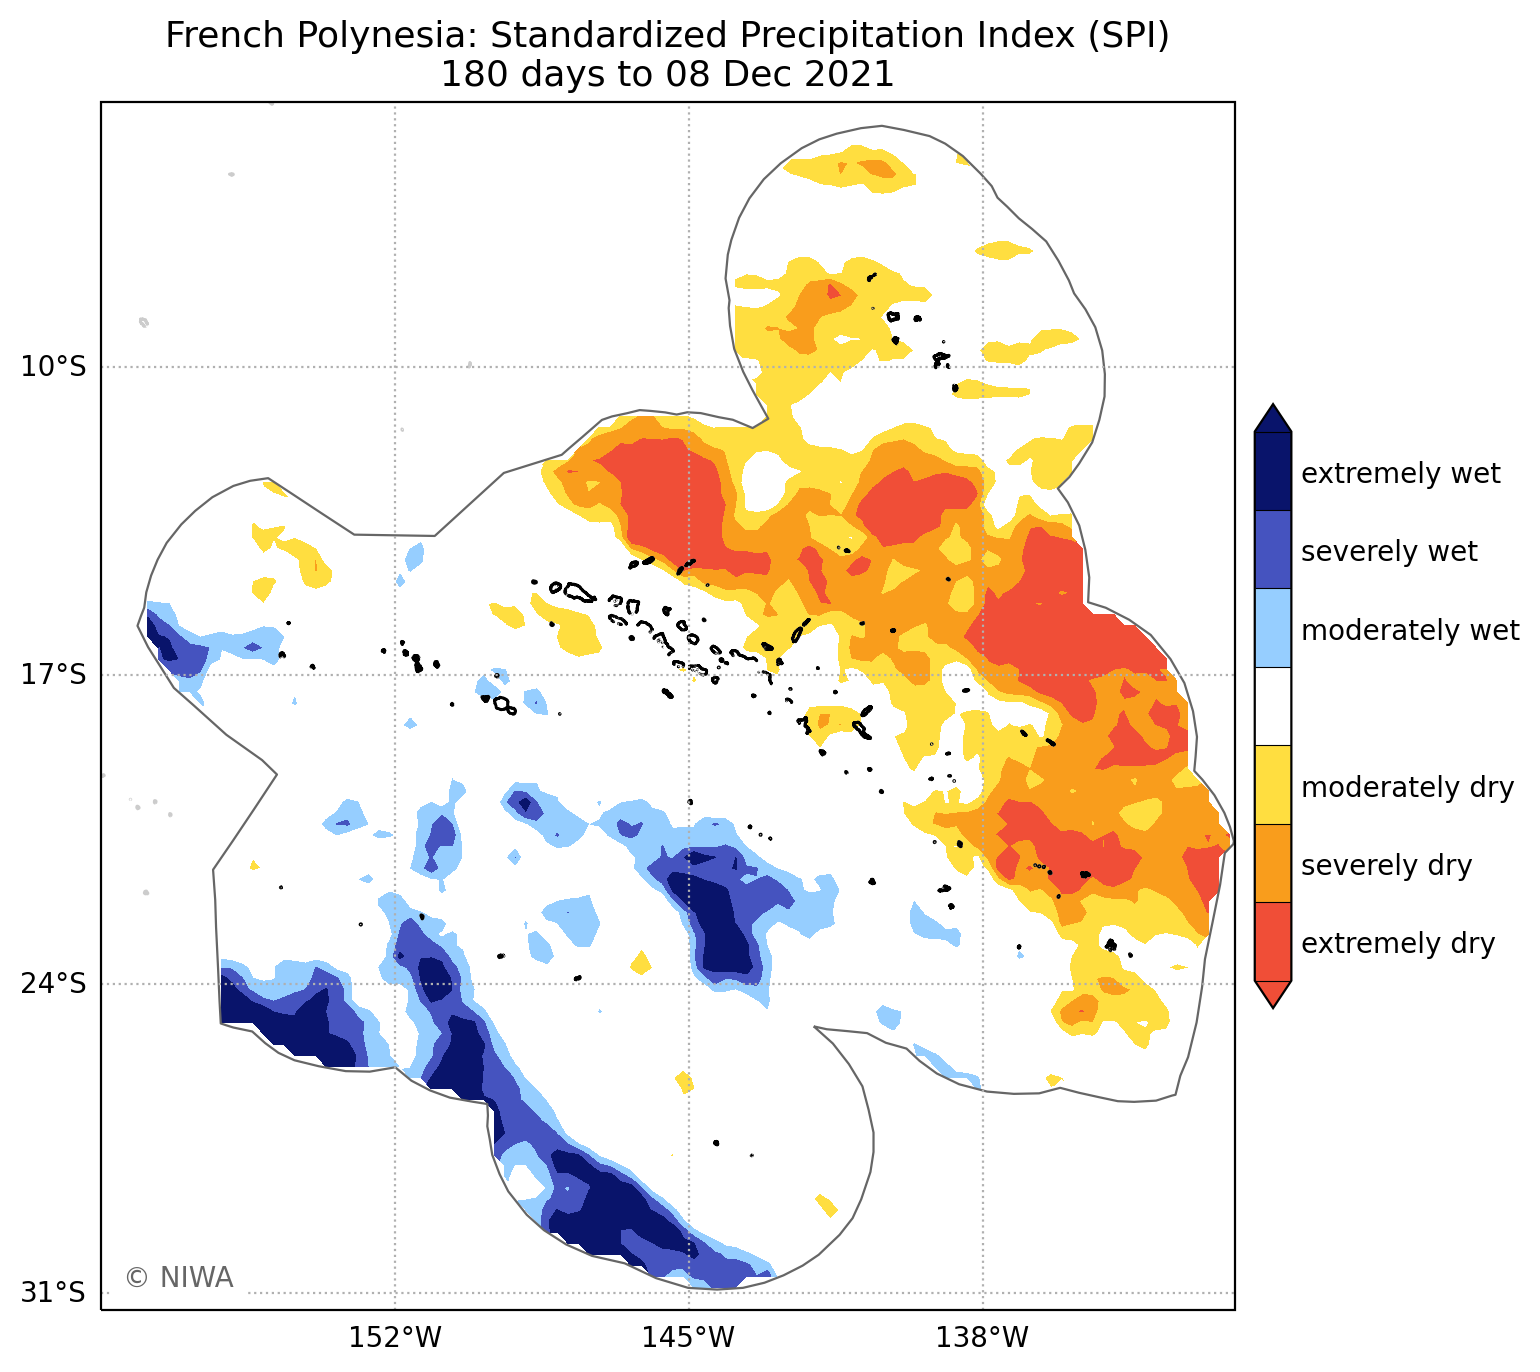 French Polynesia: Standardized Precipitation Index (SPI)
180 days to 08 Dec 2021
10°S
17°S
24°S
31°S
152°W
145°W
138°W
extremely wet
severely wet
moderately wet
moderately dry
severely dry
extremely dry
© NIWA